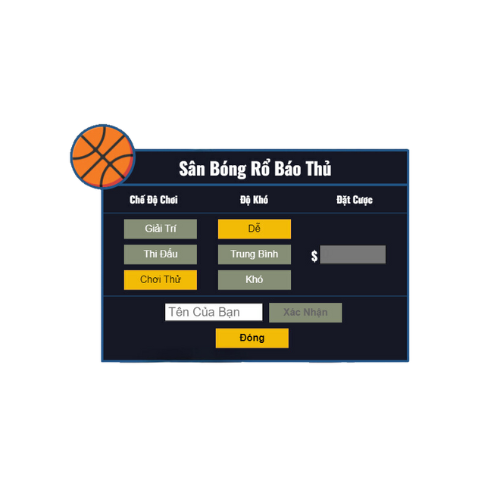 Sân Bóng Rổ Báo Thủ
Chế Độ Chơi Độ Khó Đặt Cược
Giải Trí Dễ
Thi Đấu Trung Bình $
Chơi Thử Khó
Tên Của Bạn Xác Nhận
Đóng